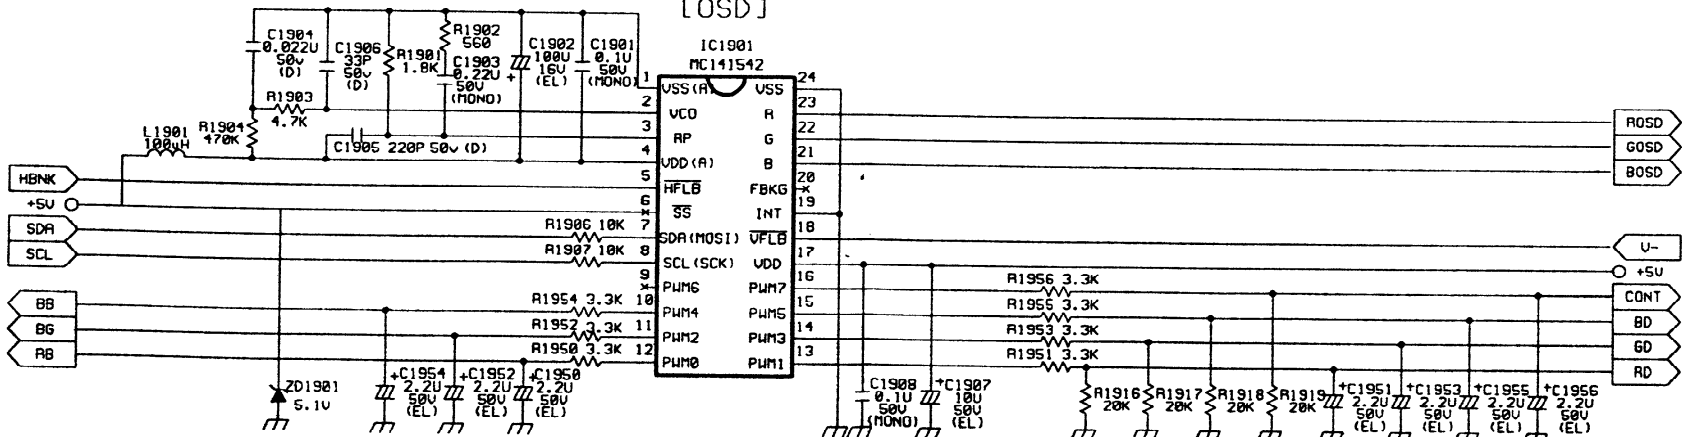 [OSD]
C1904
0.022U
50v
(D)
C1906
33P
50v
(D)
R1901
1.8K
R1902
560
C1903
0.22U
50V
(MONO)
C1902
100U
16V
(EL)
+
C1901
0.1U
50V
(MONO)
IC1901
MC141542
R1903
4.7K
L1901
100uH
R1904
470K
C1905 220P 50v (D)
1 VSS(A) VSS 24
2 VCO R 23
3 RP G 22
4 VDD(A) B 21
5 HFLB FBKG 20
6 SS INT 19
7 SDA(MOSI) VFLB 18
8 SCL(SCK) VDD 17
9 PWM6 PWM7 16
10 PWM4 PWM5 15
11 PWM2 PWM3 14
12 PWM0 PWM1 13
HBNK
+5V
SDA
SCL
BB
BG
RB
R1906 10K
R1907 10K
R1954 3.3K
R1952 3.3K
R1950 3.3K
ROSD
GOSD
BOSD
V-
+5V
CONT
BD
GD
RD
R1956 3.3K
R1955 3.3K
R1953 3.3K
R1951 3.3K
ZD1901
5.1V
+C1954
2.2U
50V
(EL)
+C1952
2.2U
50V
(EL)
+C1950
2.2U
50V
(EL)
C1908
0.1U
50V
(MONO)
+C1907
10U
50V
(EL)
R1916
20K
R1917
20K
R1918
20K
R1919
20K
+C1951
2.2U
50V
(EL)
+C1953
2.2U
50V
(EL)
+C1955
2.2U
50V
(EL)
+C1956
2.2U
50V
(EL)